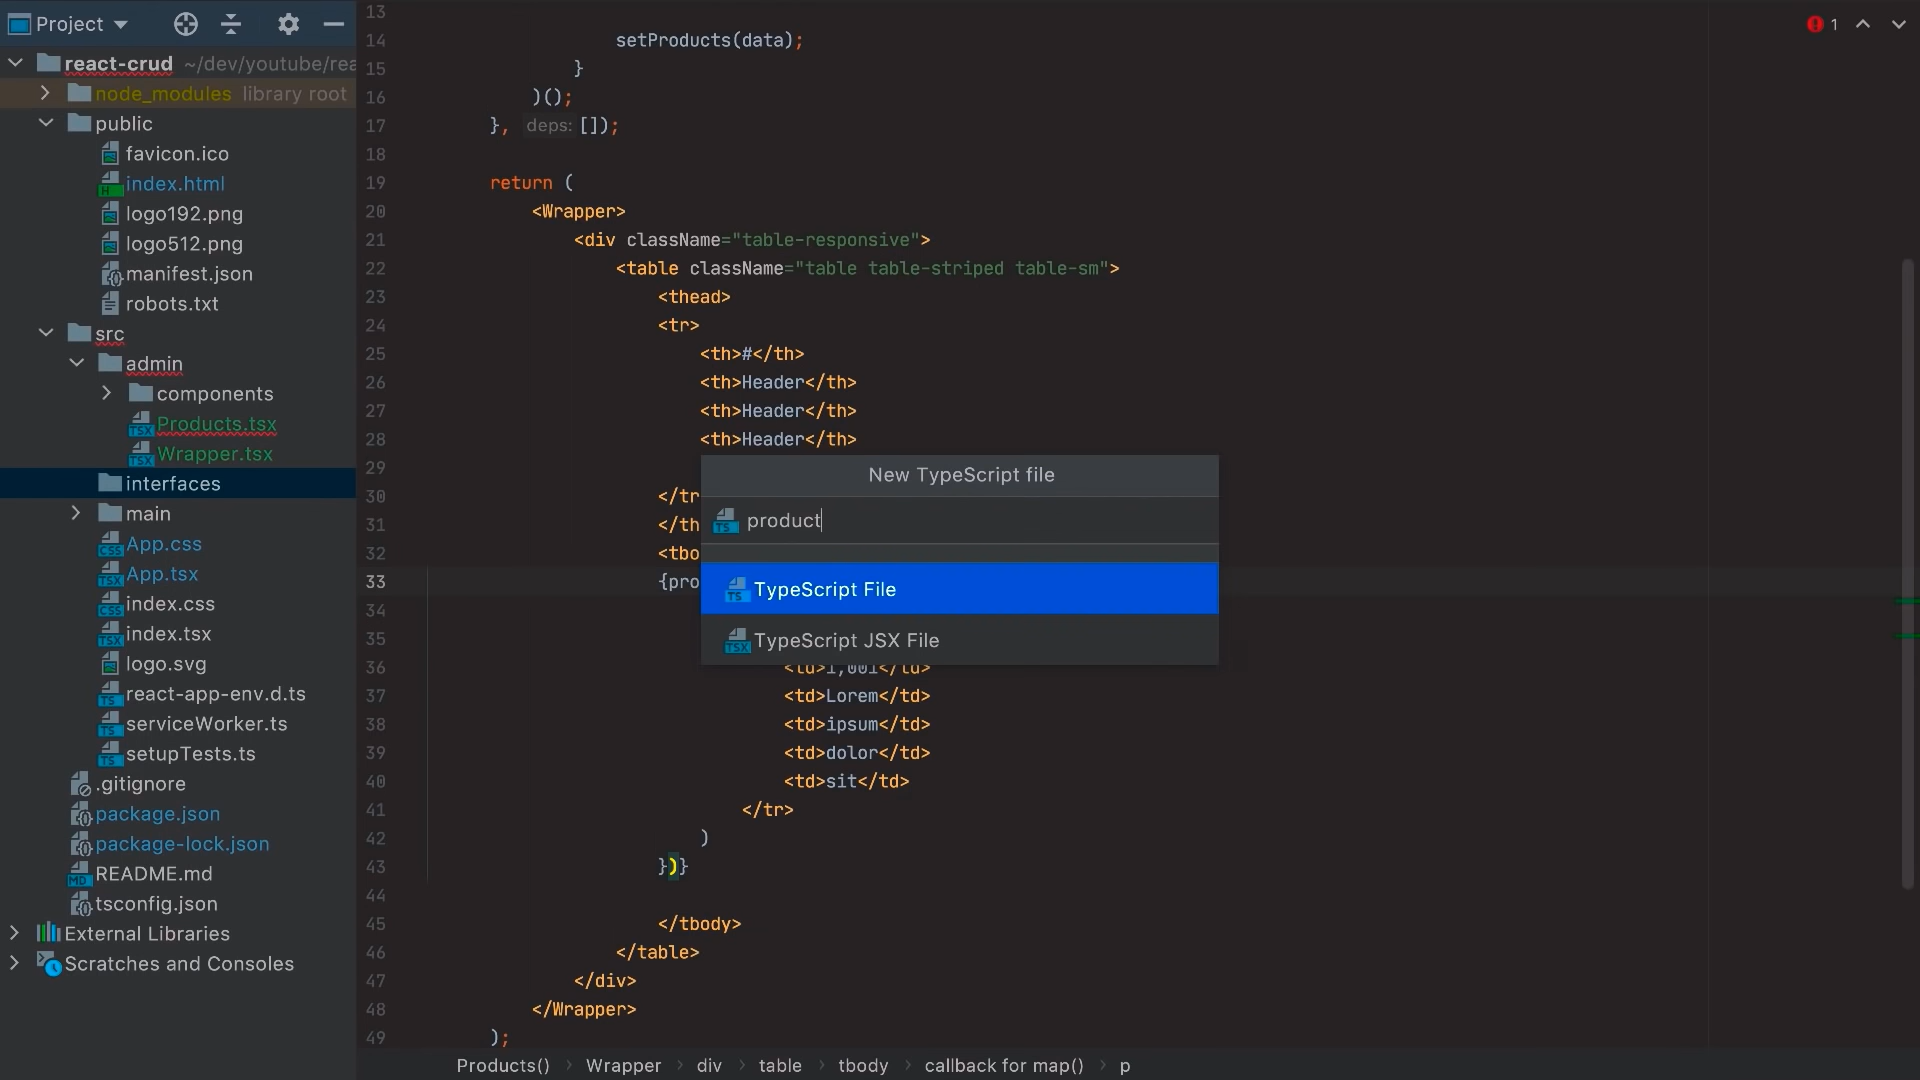 Project
react-crud ~/dev/youtube/rea
node_modules library root
public
favicon.ico
index.html
logo192.png
logo512.png
manifest.json
robots.txt
src
admin
components
Products.tsx
Wrapper.tsx
interfaces
main
App.css
App.tsx
index.css
index.tsx
logo.svg
react-app-env.d.ts
serviceWorker.ts
setupTests.ts
.gitignore
package.json
package-lock.json
README.md
tsconfig.json
External Libraries
Scratches and Consoles
1
13
14 setProducts(data);
15 }
16 )();
17 }, deps: []);
18
19 return (
20 <Wrapper>
21 <div className="table-responsive">
22 <table className="table table-striped table-sm">
23 <thead>
24 <tr>
25 <th>#</th>
26 <th>Header</th>
27 <th>Header</th>
28 <th>Header</th>
29
30 </tr
31 </th
32 <tbo
33 {pro
34
35
36 <td>1,001</td>
37 <td>Lorem</td>
38 <td>ipsum</td>
39 <td>dolor</td>
40 <td>sit</td>
41 </tr>
42 )
43 })}
44
45 </tbody>
46 </table>
47 </div>
48 </Wrapper>
49 );
New TypeScript file
product
TypeScript File
TypeScript JSX File
Products() › Wrapper › div › table › tbody › callback for map() › p